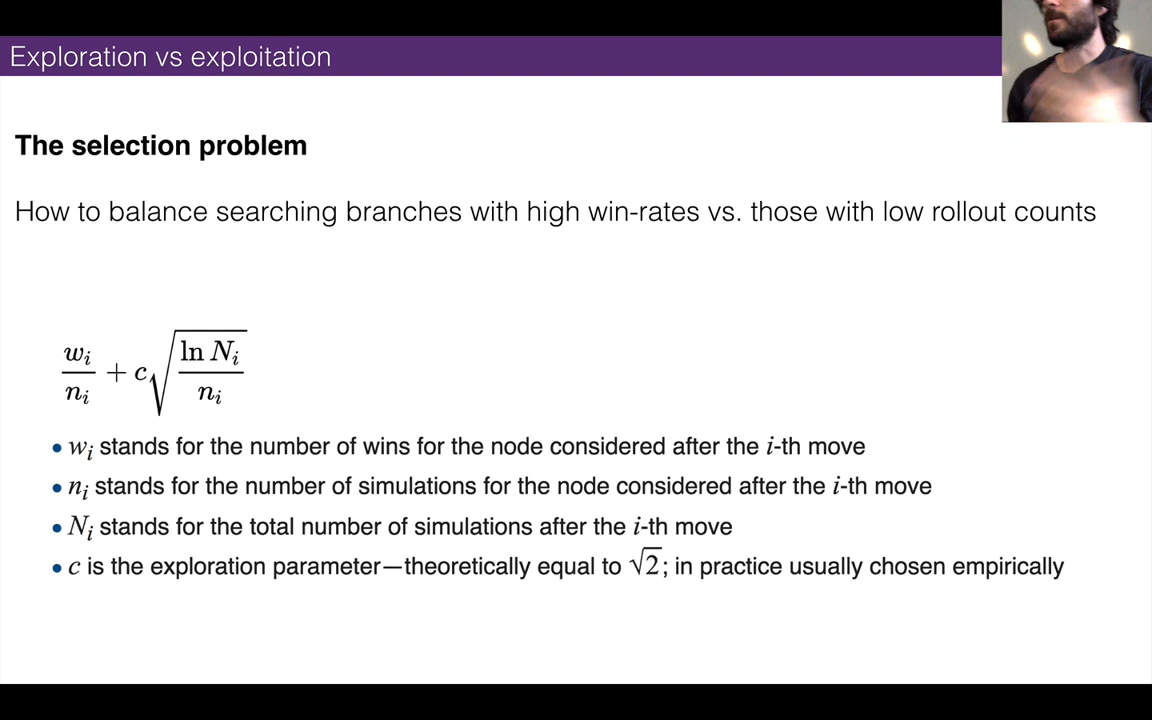 Exploration vs exploitation
The selection problem
How to balance searching branches with high win-rates vs. those with low rollout counts
w_i/n_i + c√(ln N_i/n_i)
• w_i stands for the number of wins for the node considered after the i-th move
• n_i stands for the number of simulations for the node considered after the i-th move
• N_i stands for the total number of simulations after the i-th move
• c is the exploration parameter—theoretically equal to √2; in practice usually chosen empirically